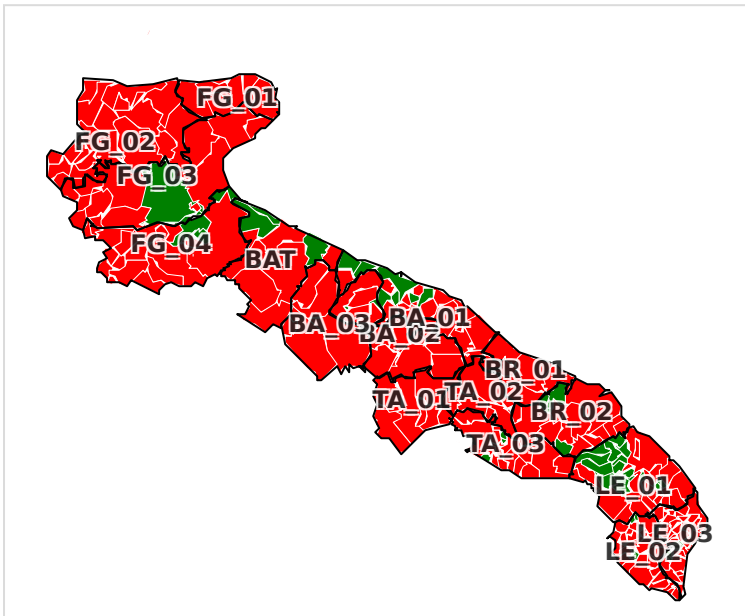 FG_01
FG_02
FG_03
FG_04
BAT
BA_01
BA_03
BA_02
BR_01
TA_02
TA_01
BR_02
TA_03
LE_01
LE_03
LE_02